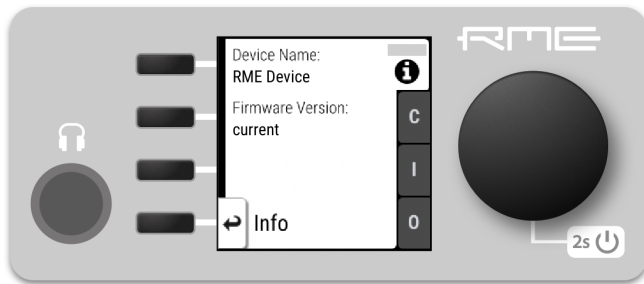 RME
Device Name:
RME Device
Firmware Version:
current
C
I
O
Info
2s